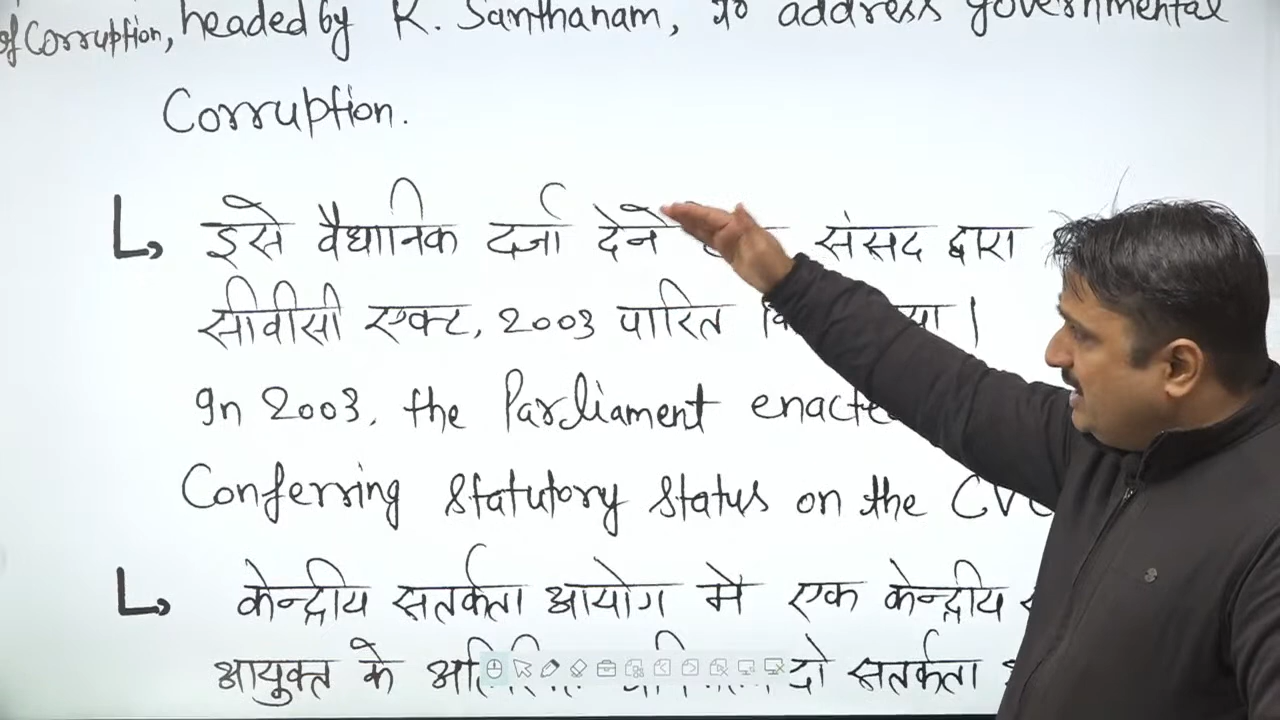 of Corruption, headed by K. Santhanam, to address governmental
Corruption.
इसे वैधानिक दर्जा देने संसद द्वारा
सीवीसी एक्ट, 2003 पारित
In 2003, the Parliament
Conferring Statutory Status on the CVC
केन्द्रीय सतर्कता आयोग में एक केन्द्रीय
आयुक्त के दो सतर्कता